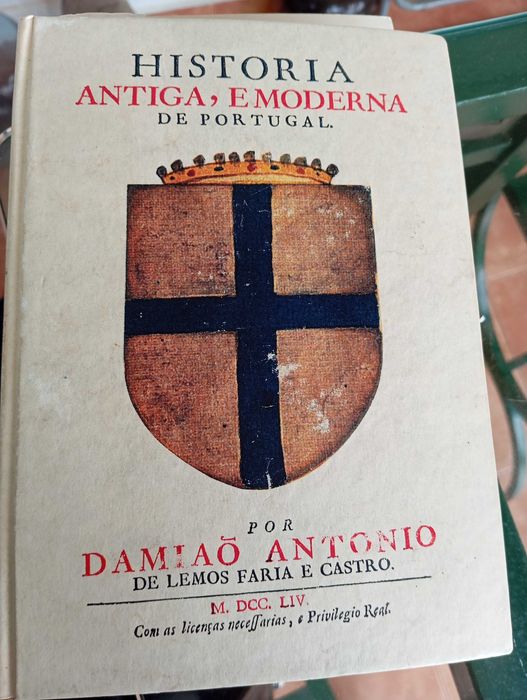 HISTORIA
ANTIGA, E MODERNA
DE PORTUGAL.
POR
DAMIAÕ ANTONIO
DE LEMOS FARIA E CASTRO.
M. DCC. LIV.
Com as licenças neceſſarias, e Privilegio Real.